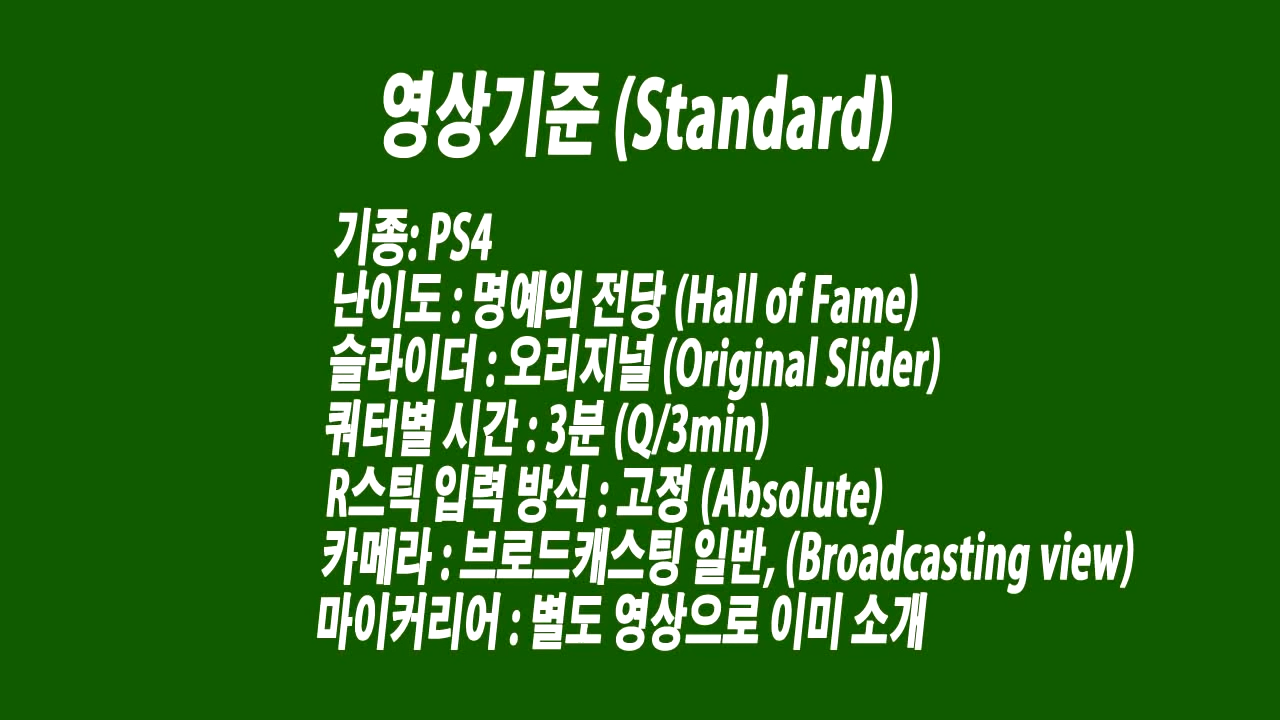 영상기준 (Standard)
기종: PS4
난이도 : 명예의 전당 (Hall of Fame)
슬라이더 : 오리지널 (Original Slider)
쿼터별 시간 : 3분 (Q/3min)
R스틱 입력 방식 : 고정 (Absolute)
카메라 : 브로드캐스팅 일반, (Broadcasting view)
마이커리어 : 별도 영상으로 이미 소개